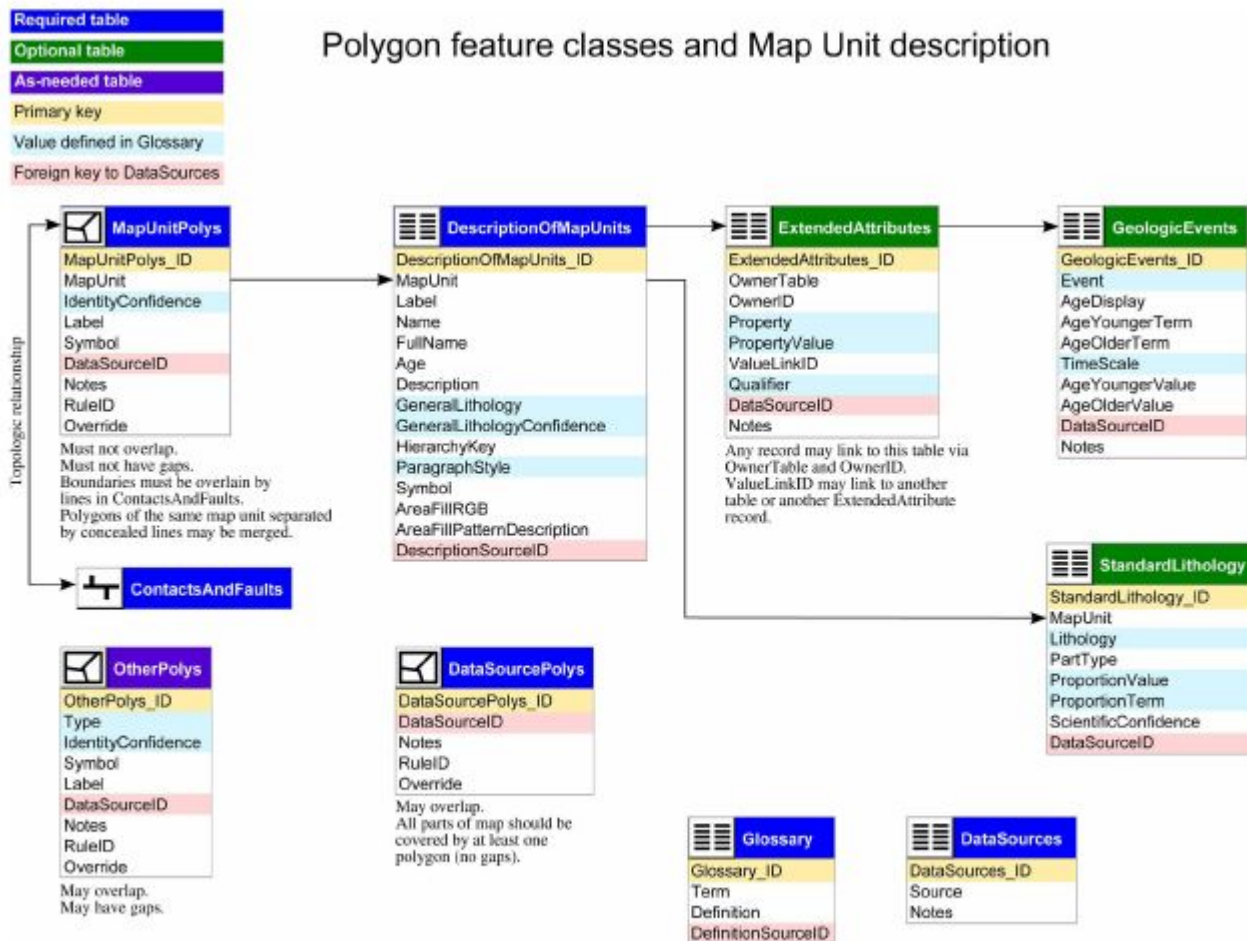 Required table
Optional table
As-needed table
Primary key
Value defined in Glossary
Foreign key to DataSources
Polygon feature classes and Map Unit description
Topologic relationship
MapUnitPolys
MapUnitPolys_ID
MapUnit
IdentityConfidence
Label
Symbol
DataSourceID
Notes
RuleID
Override
Must not overlap.
Must not have gaps.
Boundaries must be overlain by
lines in ContactsAndFaults.
Polygons of the same map unit separated
by concealed lines may be merged.
ContactsAndFaults
DescriptionOfMapUnits
DescriptionOfMapUnits_ID
MapUnit
Label
Name
FullName
Age
Description
GeneralLithology
GeneralLithologyConfidence
HierarchyKey
ParagraphStyle
Symbol
AreaFillRGB
AreaFillPatternDescription
DescriptionSourceID
ExtendedAttributes
ExtendedAttributes_ID
OwnerTable
OwnerID
Property
PropertyValue
ValueLinkID
Qualifier
DataSourceID
Notes
Any record may link to this table via
OwnerTable and OwnerID.
ValueLinkID may link to another
table or another ExtendedAttribute
record.
GeologicEvents
GeologicEvents_ID
Event
AgeDisplay
AgeYoungerTerm
AgeOlderTerm
TimeScale
AgeYoungerValue
AgeOlderValue
DataSourceID
Notes
StandardLithology
StandardLithology_ID
MapUnit
Lithology
PartType
ProportionValue
ProportionTerm
ScientificConfidence
DataSourceID
OtherPolys
OtherPolys_ID
Type
IdentityConfidence
Symbol
Label
DataSourceID
Notes
RuleID
Override
May overlap.
May have gaps.
DataSourcePolys
DataSourcePolys_ID
DataSourceID
Notes
RuleID
Override
May overlap.
All parts of map should be
covered by at least one
polygon (no gaps).
Glossary
Glossary_ID
Term
Definition
DefinitionSourceID
DataSources
DataSources_ID
Source
Notes